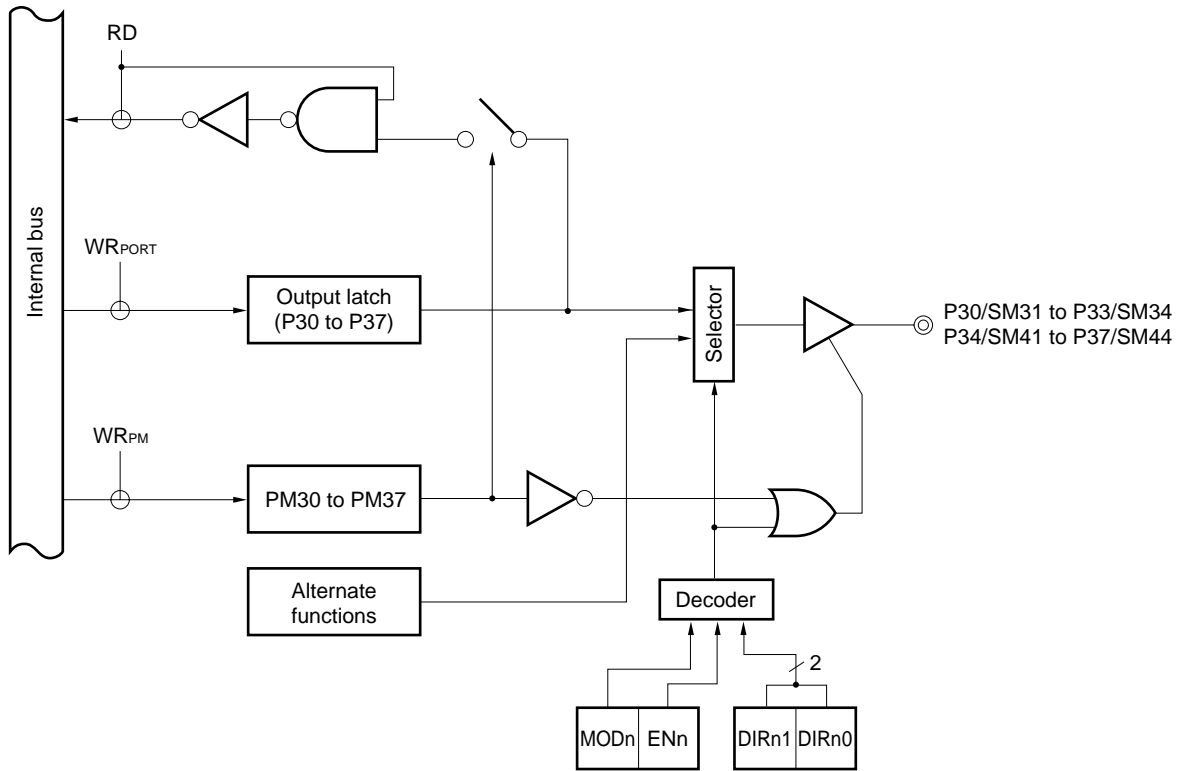 RD
Internal bus
WRPORT
Output latch
(P30 to P37)
Selector
P30/SM31 to P33/SM34
P34/SM41 to P37/SM44
WRPM
PM30 to PM37
Alternate
functions
Decoder
2
MODn ENn DIRn1 DIRn0